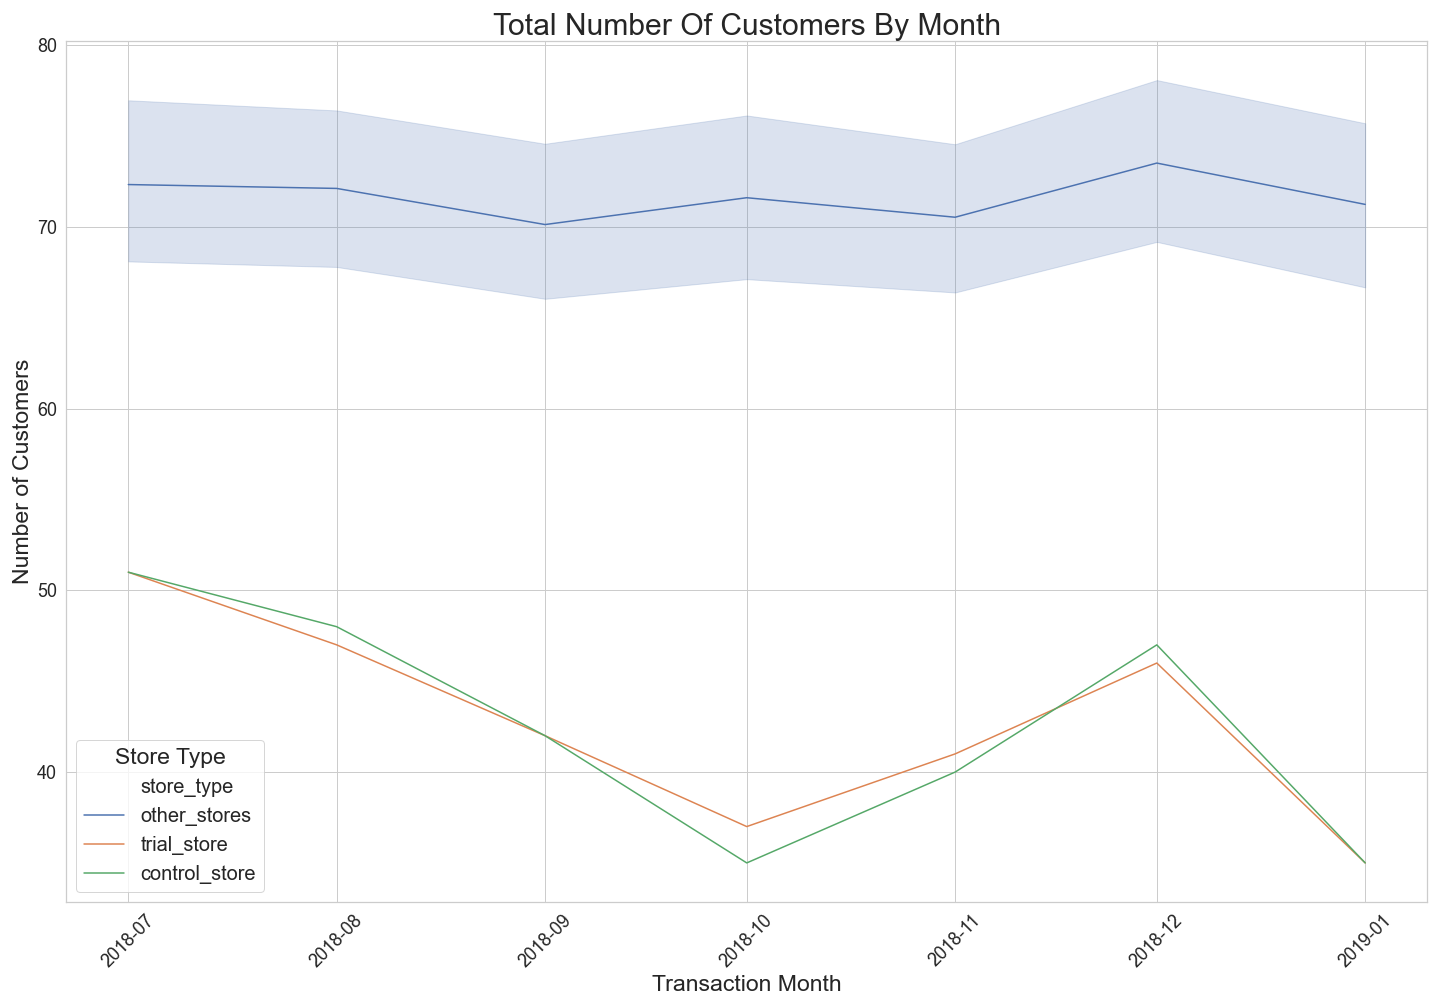 Total Number Of Customers By Month
80
70
60
50
40
Number of Customers
Store Type
store_type
other_stores
trial_store
control_store
2018-07
2018-08
2018-09
2018-10
2018-11
2018-12
2019-01
Transaction Month